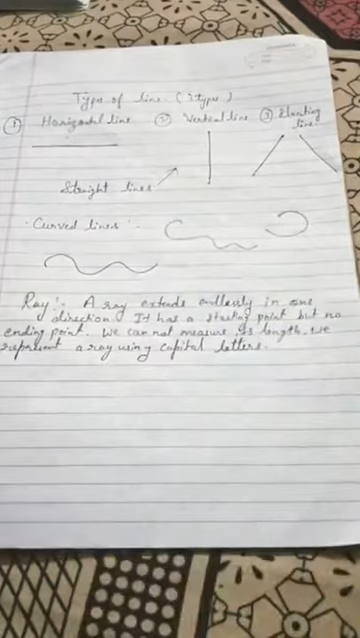 Types of line (3 types)
① Horizontal line ② Vertical line ③ Slanting line
Straight lines
Curved lines :-
Ray :- A ray extends endlessly in one
direction. It has a starting point but no
ending point. We can not measure its length. We
represent a ray using capital letters.